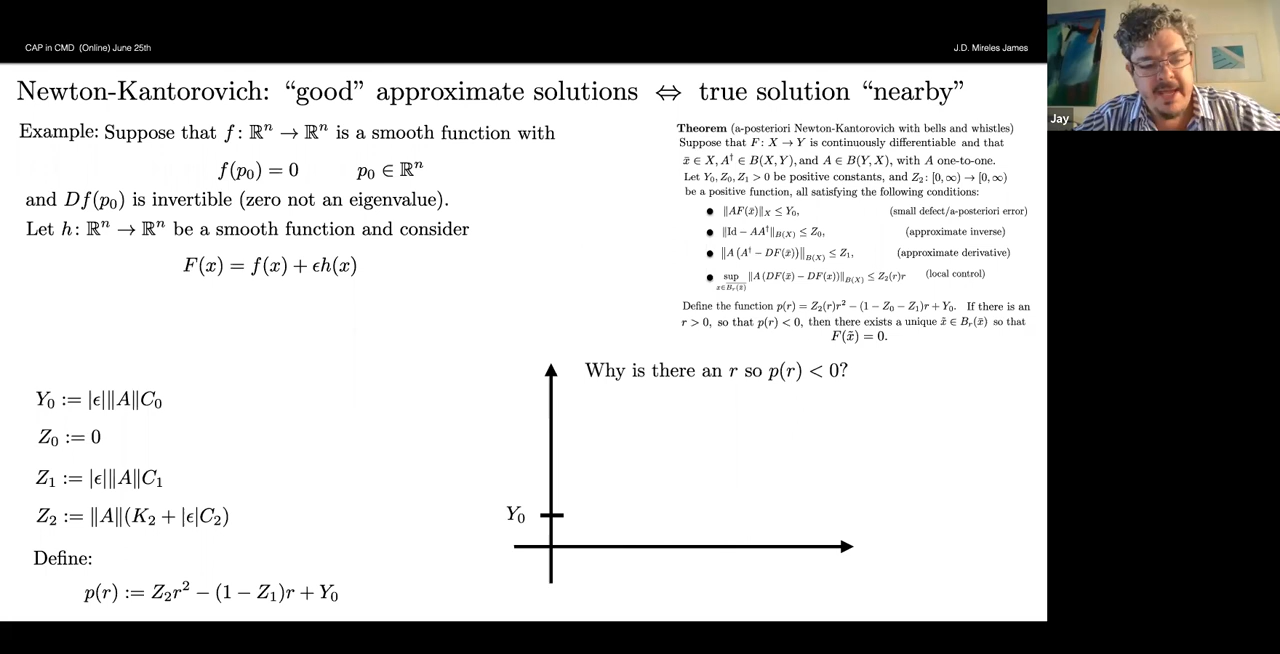 CAP in CMD (Online) June 25th
J.D. Mireles James
Jay
Newton-Kantorovich: “good” approximate solutions ⇔ true solution “nearby”
Example: Suppose that f: ℝⁿ → ℝⁿ is a smooth function with
f(p₀) = 0 p₀ ∈ ℝⁿ
and Df(p₀) is invertible (zero not an eigenvalue).
Let h: ℝⁿ → ℝⁿ be a smooth function and consider
F(x) = f(x) + ϵh(x)
Theorem (a-posteriori Newton-Kantorovich with bells and whistles)
Suppose that F: X → Y is continuously differentiable and that
x̄ ∈ X, A† ∈ B(X,Y), and A ∈ B(Y,X), with A one-to-one.
Let Y₀, Z₀, Z₁ > 0 be positive constants, and Z₂: [0,∞) → [0,∞)
be a positive function, all satisfying the following conditions:
• ‖AF(x̄)‖_X ≤ Y₀, (small defect/a-posteriori error)
• ‖Id − AA†‖_{B(X)} ≤ Z₀, (approximate inverse)
• ‖A (A† − DF(x̄))‖_{B(X)} ≤ Z₁, (approximate derivative)
• sup_{x∈\overline{B_r(x̄)}} ‖A (DF(x̄) − DF(x))‖_{B(X)} ≤ Z₂(r)r (local control)
Define the function p(r) = Z₂(r)r² − (1 − Z₀ − Z₁)r + Y₀. If there is an
r > 0, so that p(r) < 0, then there exists a unique x̃ ∈ B_r(x̄) so that
F(x̃) = 0.
Y₀ := |ϵ|‖A‖C₀
Z₀ := 0
Z₁ := |ϵ|‖A‖C₁
Z₂ := ‖A‖(K₂ + |ϵ|C₂)
Define:
p(r) := Z₂r² − (1 − Z₁)r + Y₀
Why is there an r so p(r) < 0?
Y₀